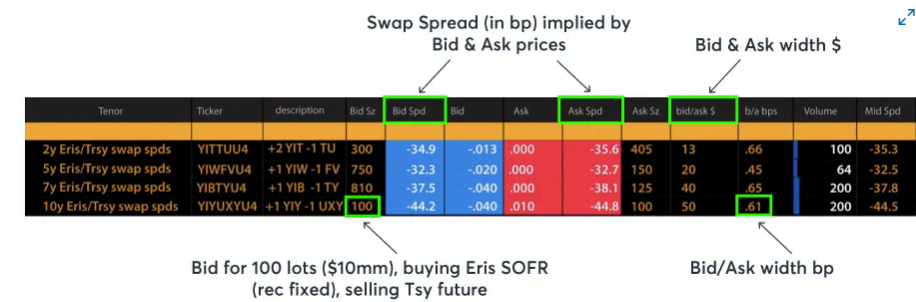 Swap Spread (in bp) implied by
Bid & Ask prices
Bid & Ask width $
Tenor Ticker description Bid Sz Bid Spd Bid Ask Ask Spd Ask Sz bid/ask $ b/a bps Volume Mid Spd
2y Eris/Trsy swap spds YITTUU4 +2 YIT -1 TU 300 -34.9 -.013 .000 -35.6 405 13 .66 100 -35.3
5y Eris/Trsy swap spds YIWFVU4 +1 YIW -1 FV 750 -32.3 -.020 .000 -32.7 150 20 .45 64 -32.5
7y Eris/Trsy swap spds YIBTYU4 +1 YIB -1 TY 810 -37.5 -.040 .000 -38.1 125 40 .65 200 -37.8
10y Eris/Trsy swap spds YIYUXYU4 +1 YIY -1 UXY 100 -44.2 -.040 .010 -44.8 100 50 .61 200 -44.5
Bid for 100 lots ($10mm), buying Eris SOFR
(rec fixed), selling Tsy future
Bid/Ask width bp